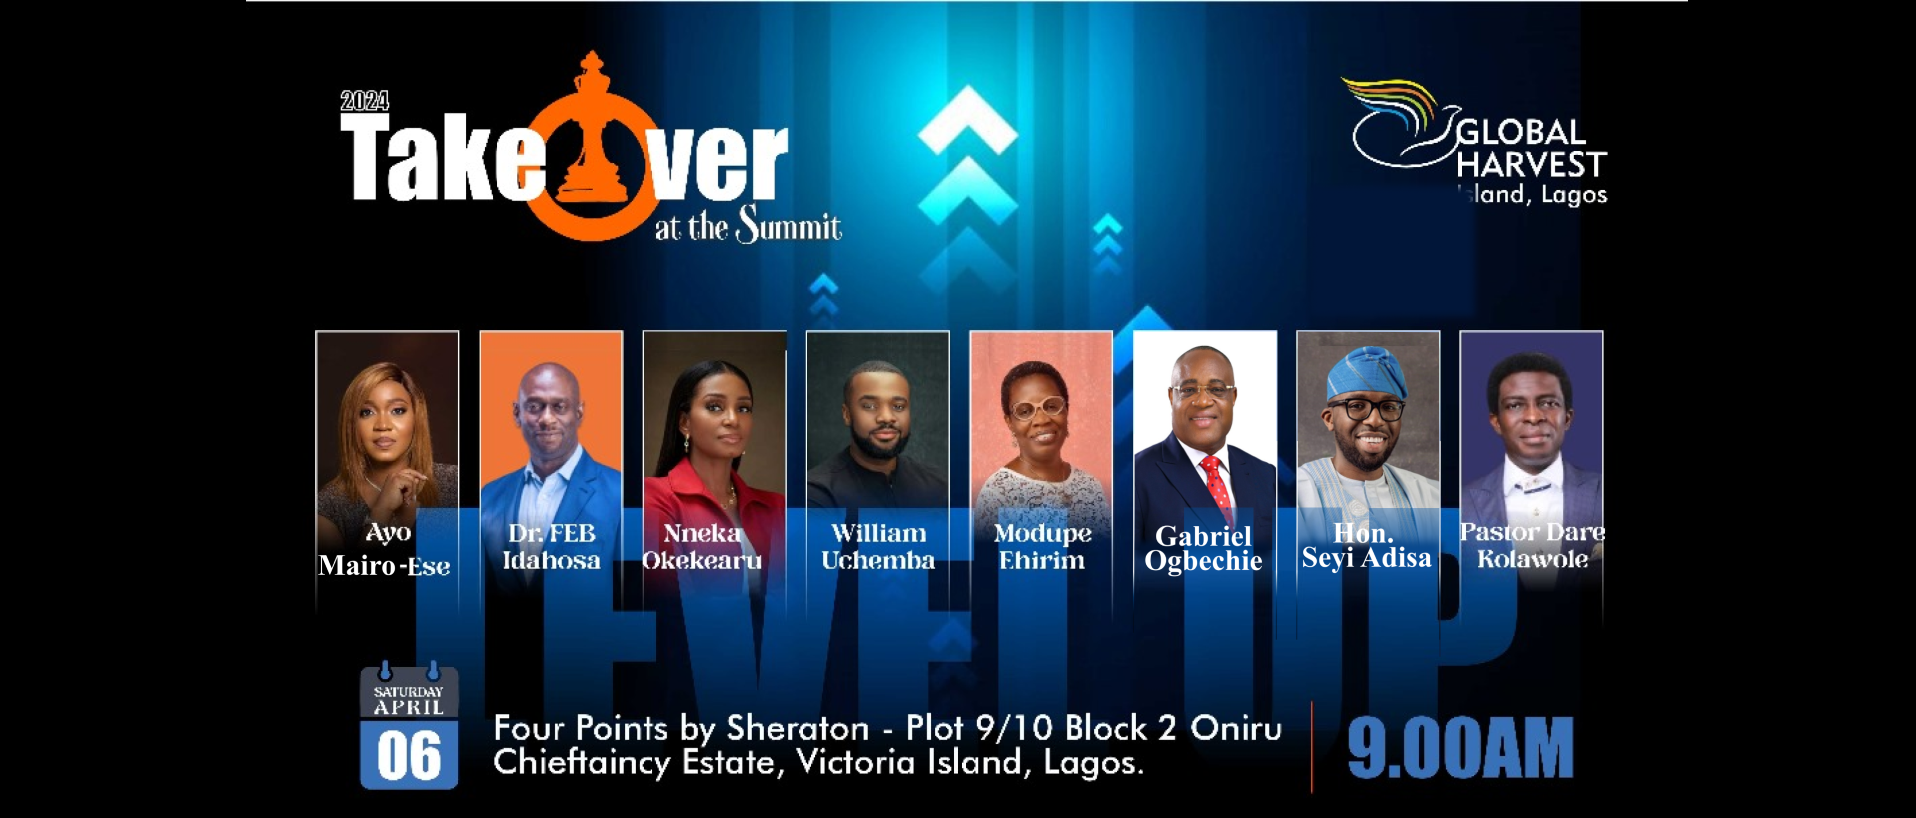 2024
TakeOver
at the Summit
GLOBAL
HARVEST
Island, Lagos
Ayo
Mairo-Ese
Dr. FEB
Idahosa
Nneka
Okekearu
William
Uchemba
Modupe
Ehirim
Gabriel
Ogbechie
Hon.
Seyi Adisa
Pastor Dare
Kolawole
LEVEL UP
SATURDAY
APRIL
06
Four Points by Sheraton - Plot 9/10 Block 2 Oniru
Chieftaincy Estate, Victoria Island, Lagos.
9.00AM